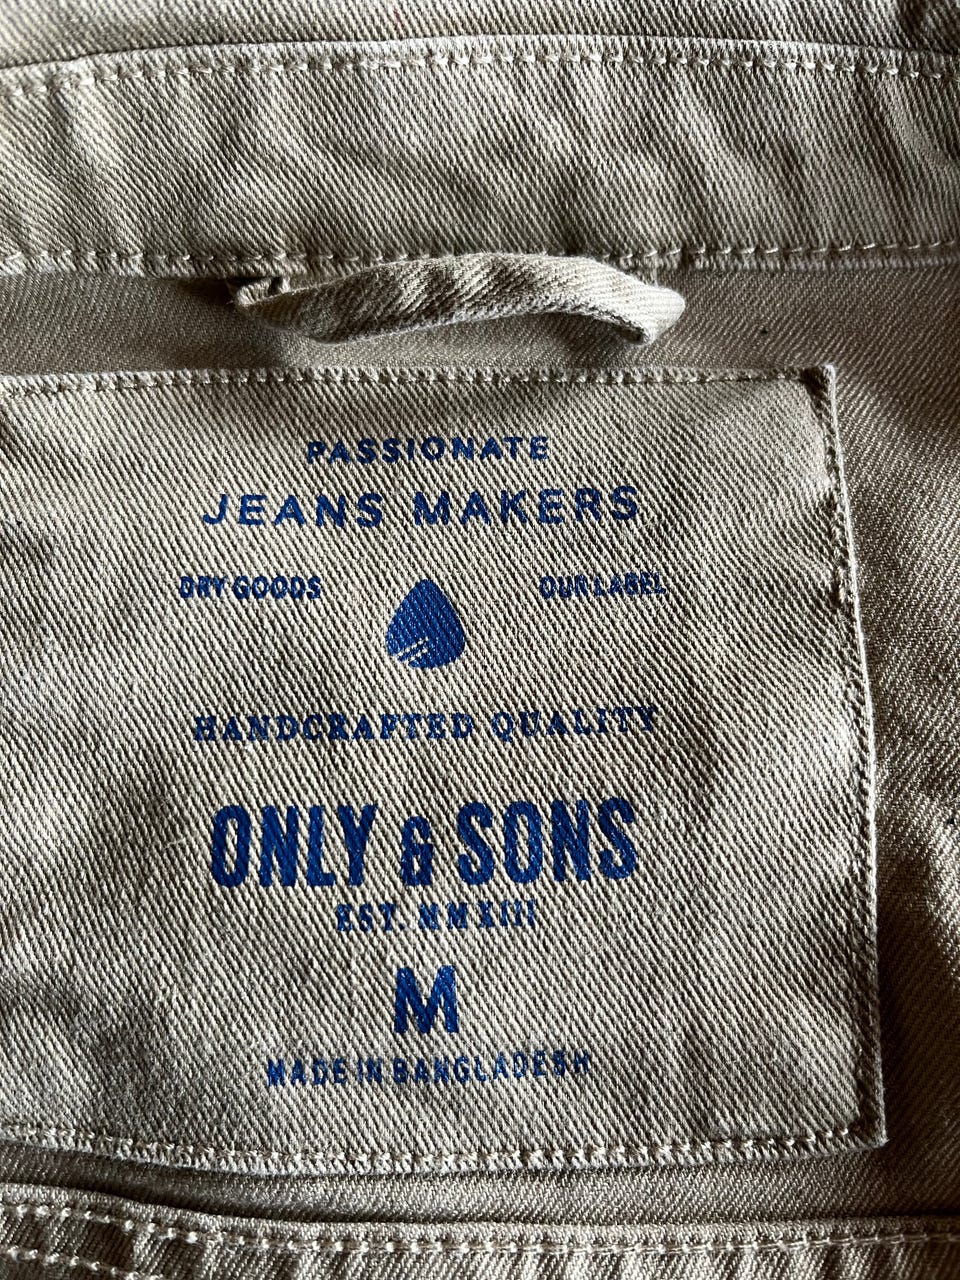 PASSIONATE
JEANS MAKERS
DRY GOODS OUR LABEL
HANDCRAFTED QUALITY
ONLY & SONS
EST. MMXIII
M
MADE IN BANGLADESH